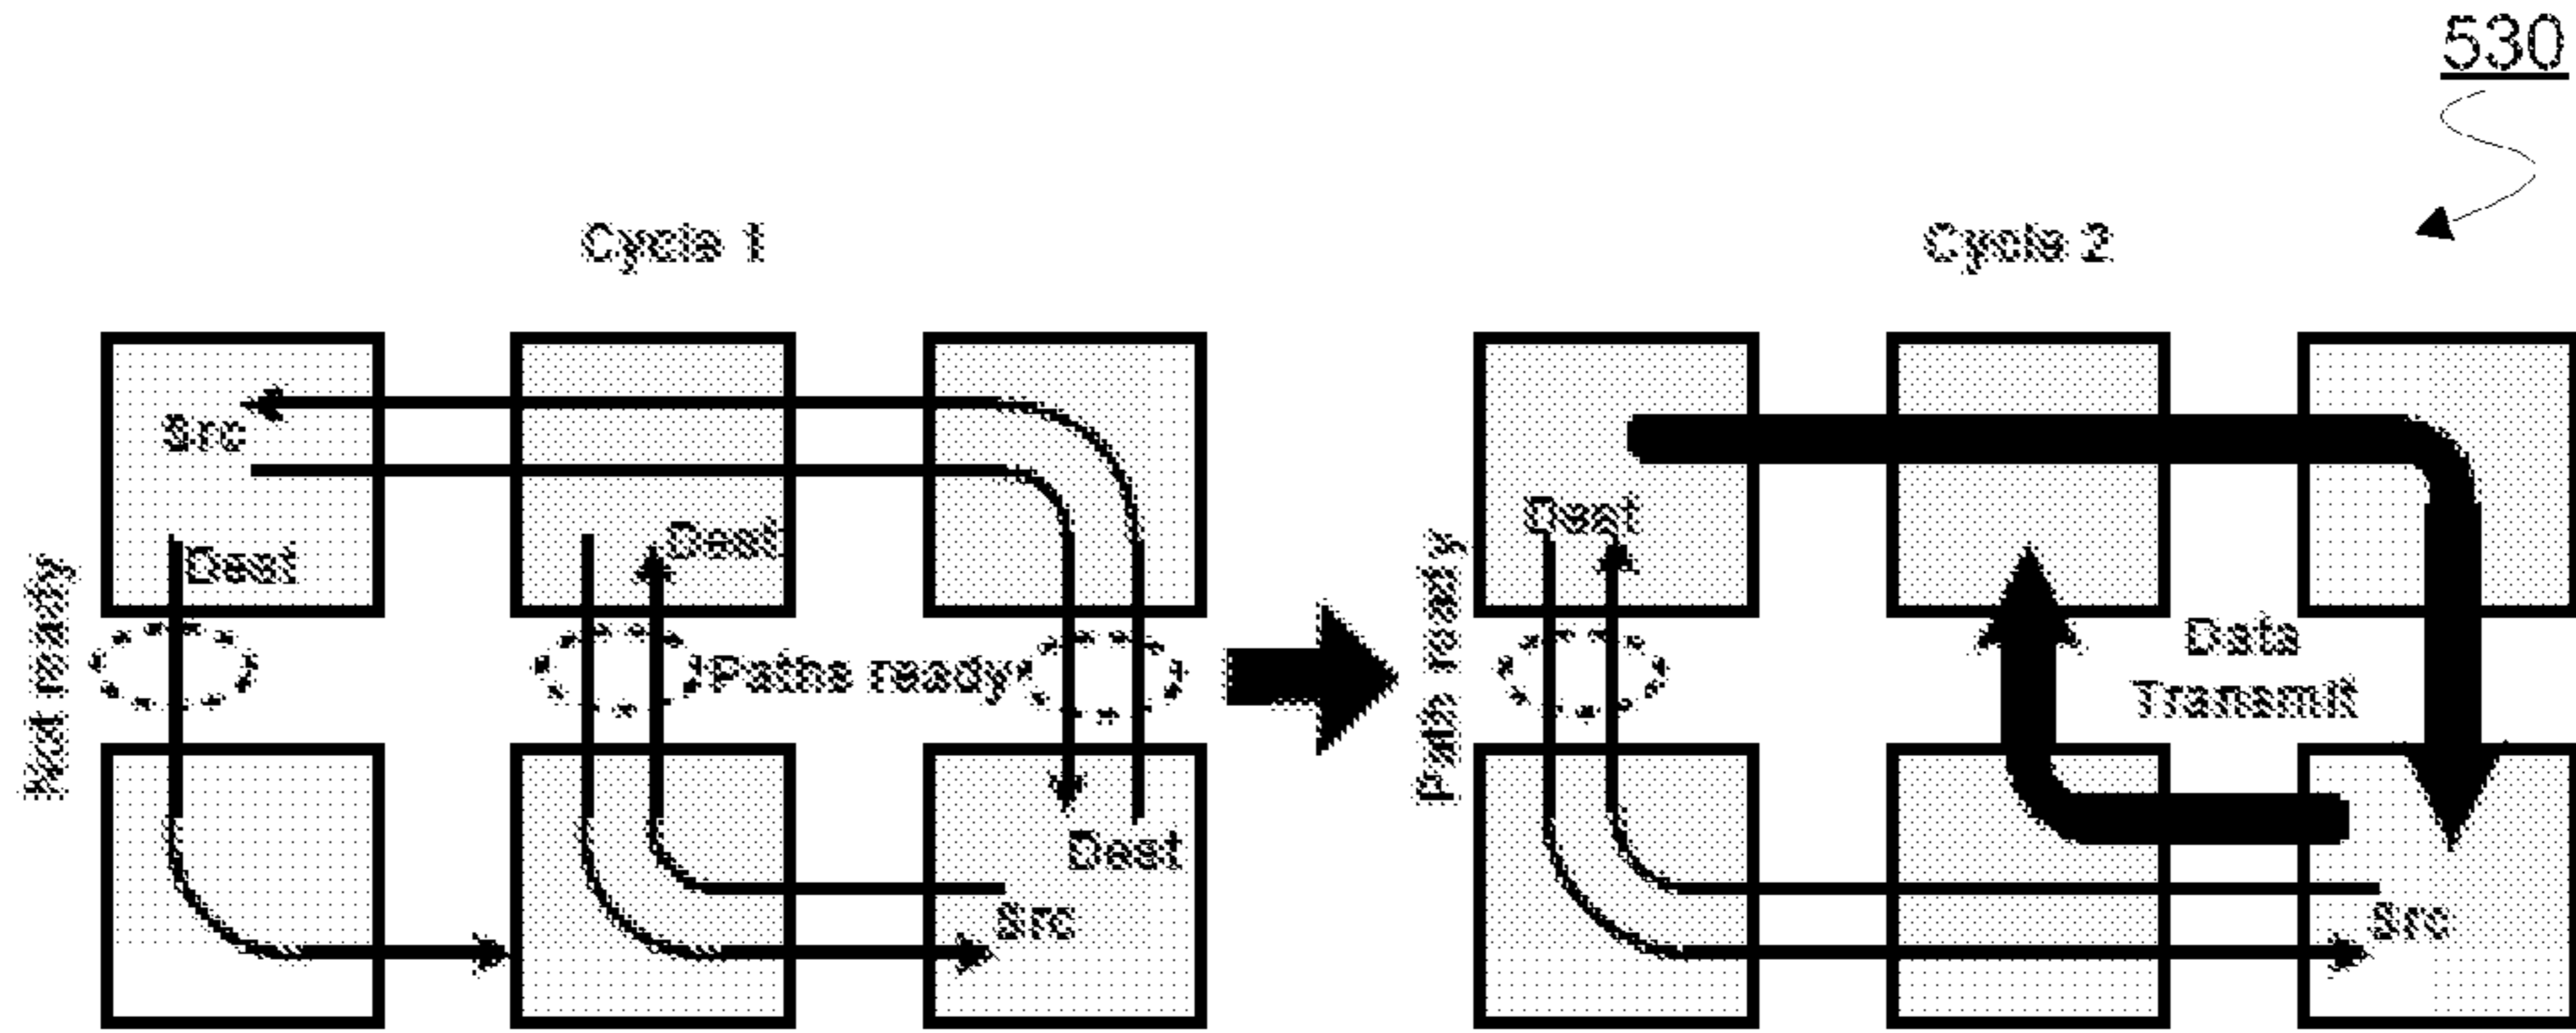 530
Cycle 1
Cycle 2
Src
Dest
Dest
Not ready
Paths ready
Dest
Src
Dest
Path ready
Data
Transmit
Src